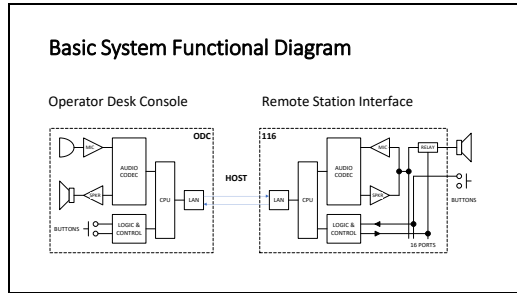 Basic System Functional Diagram
Operator Desk Console
Remote Station Interface
ODC
MIC
AUDIO
CODEC
SPKR
CPU
LAN
BUTTONS
LOGIC &
CONTROL
HOST
116
LAN
CPU
AUDIO
CODEC
MIC
SPKR
RELAY
LOGIC &
CONTROL
BUTTONS
16 PORTS